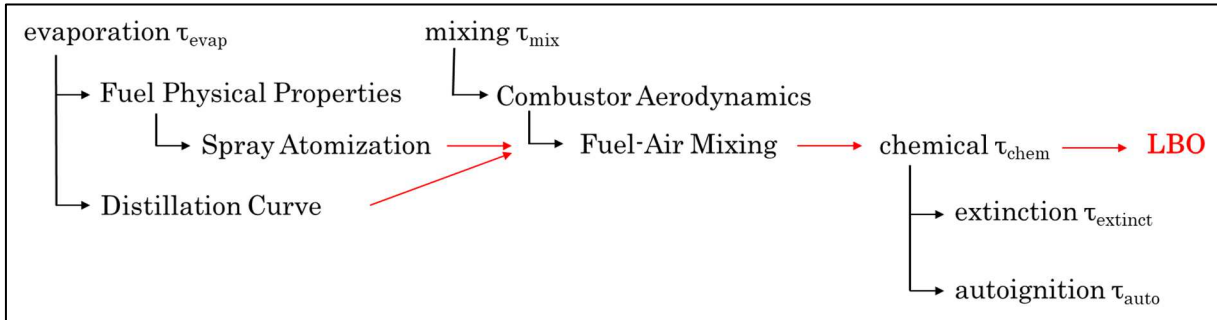 evaporation τevap
mixing τmix
Fuel Physical Properties
Combustor Aerodynamics
Spray Atomization
Fuel-Air Mixing
chemical τchem
LBO
Distillation Curve
extinction τextinct
autoignition τauto